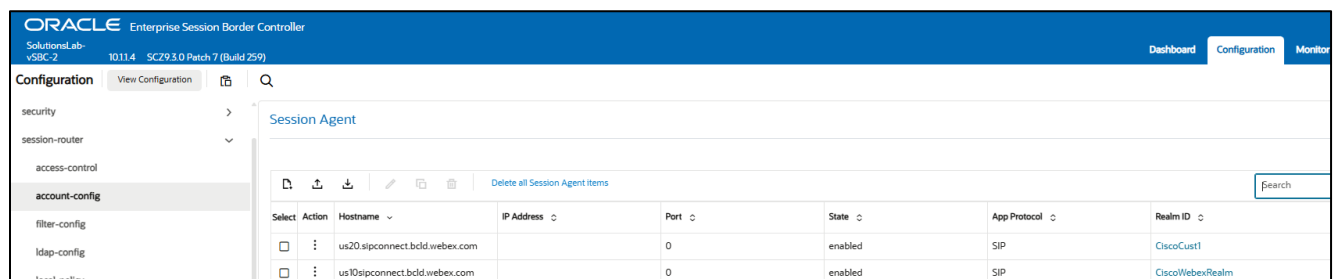 ORACLE Enterprise Session Border Controller
SolutionsLab-
vSBC-2 10.1.1.4 SCZ9.3.0 Patch 7 (Build 259)
Dashboard Configuration Monitor
Configuration View Configuration
security
Session Agent
session-router
access-control
Delete all Session Agent items
Search
account-config
Select Action Hostname IP Address Port State App Protocol Realm ID
filter-config
us20.sipconnect.bcld.webex.com 0 enabled SIP CiscoCust1
ldap-config
us10sipconnect.bcld.webex.com 0 enabled SIP CiscoWebexRealm
local-policy